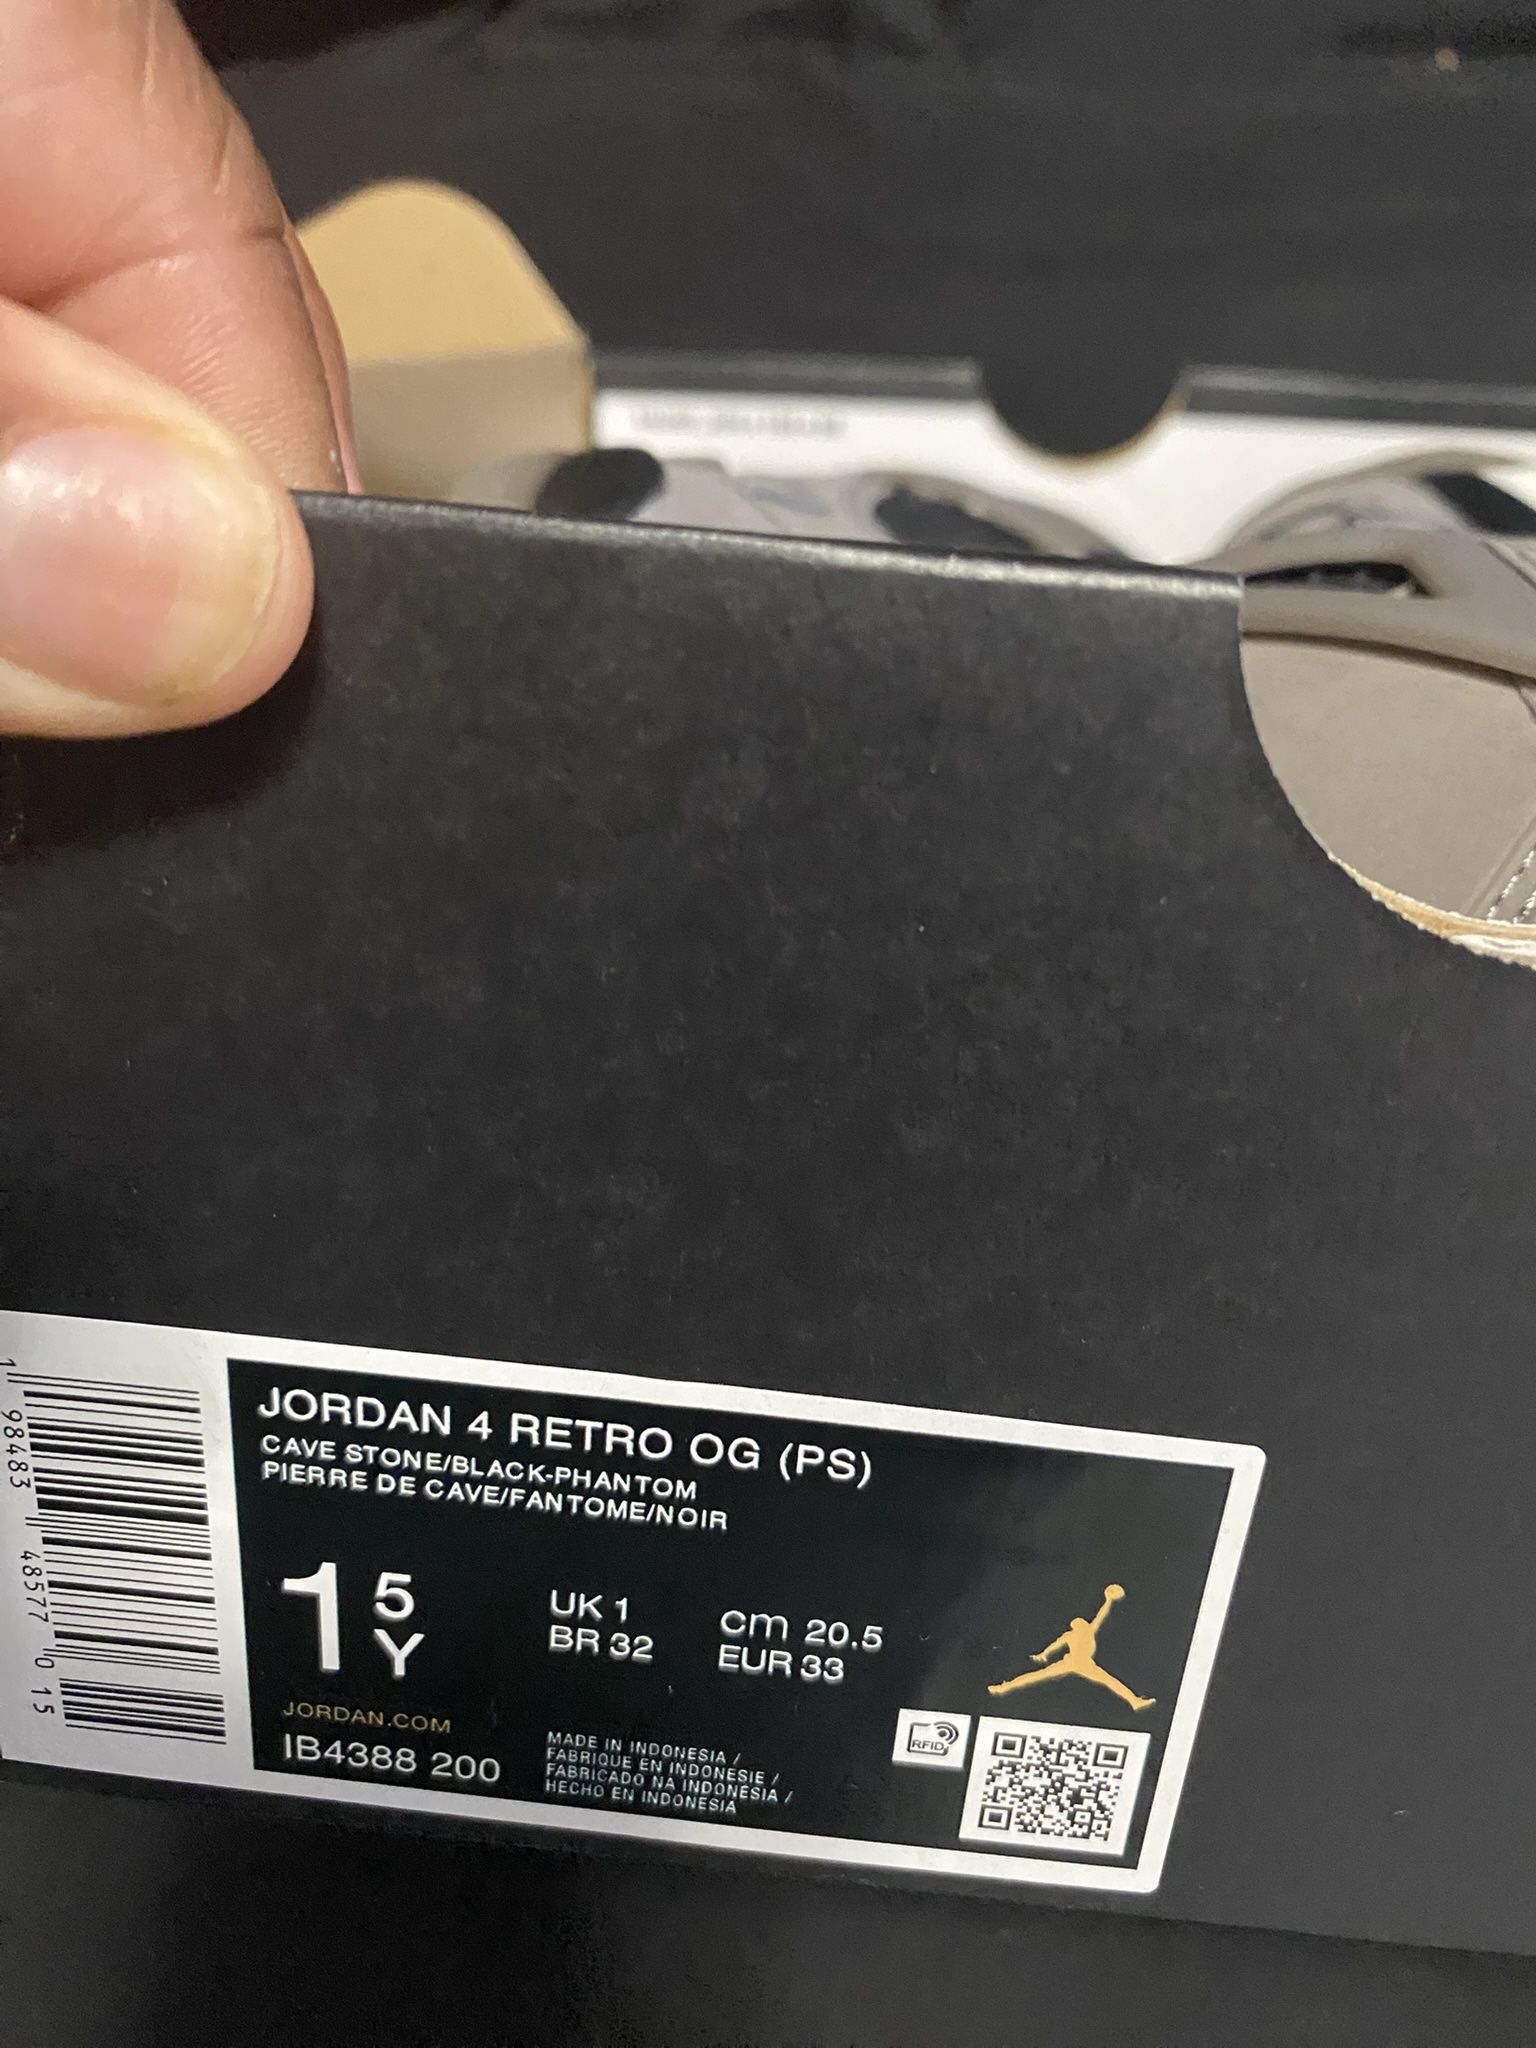 JORDAN 4 RETRO OG (PS)
CAVE STONE/BLACK-PHANTOM
PIERRE DE CAVE/FANTOME/NOIR
1 5 Y
UK 1
BR 32
cm 20.5
EUR 33
JORDAN.COM
IB4388 200
MADE IN INDONESIA /
FABRIQUE EN INDONESIE /
FABRICADO NA INDONÉSIA /
HECHO EN INDONESIA
RFID
1 98483 48577 0 15